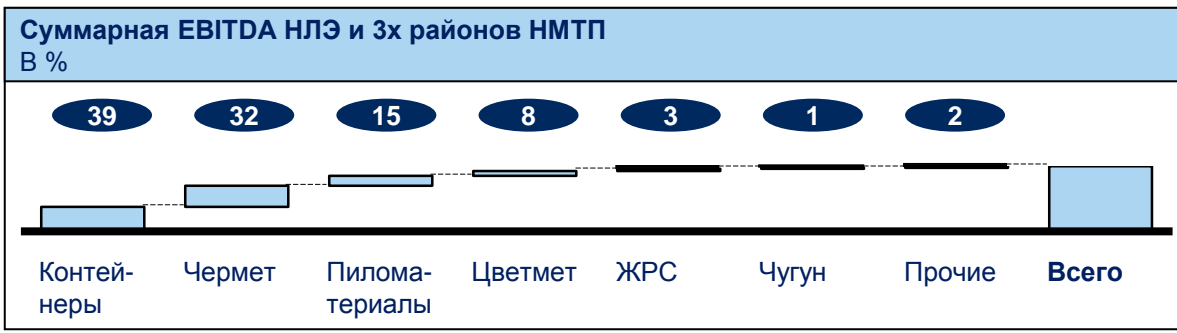 Суммарная EBITDA НЛЭ и 3х районов НМТП
В %
39 32 15 8 3 1 2
Контей- Чермет Пилома- Цветмет ЖРС Чугун Прочие Всего
неры териалы